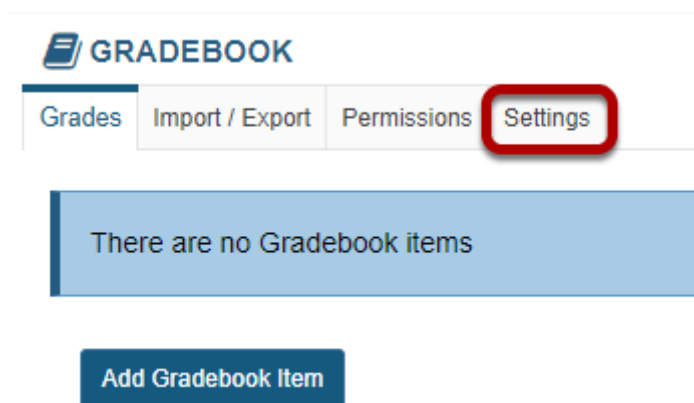 GRADEBOOK
Grades Import / Export Permissions Settings
There are no Gradebook items
Add Gradebook Item